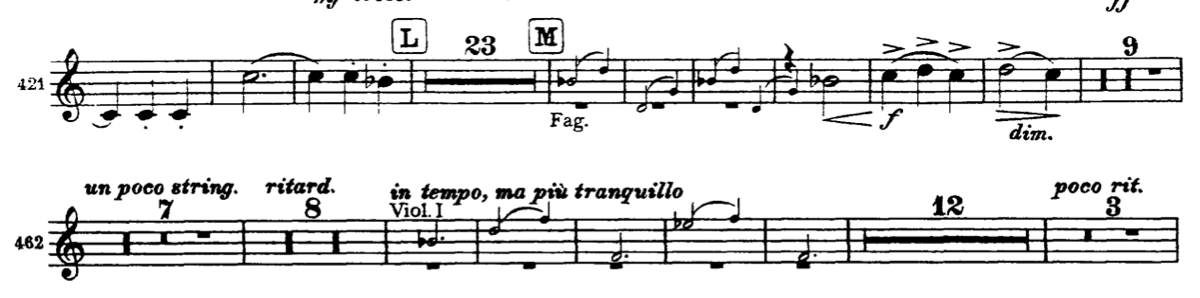 ff
L 23 M 9
421
Fag. f dim.
un poco string. ritard. in tempo, ma più tranquillo poco rit.
7 8 Viol. I 12 3
462